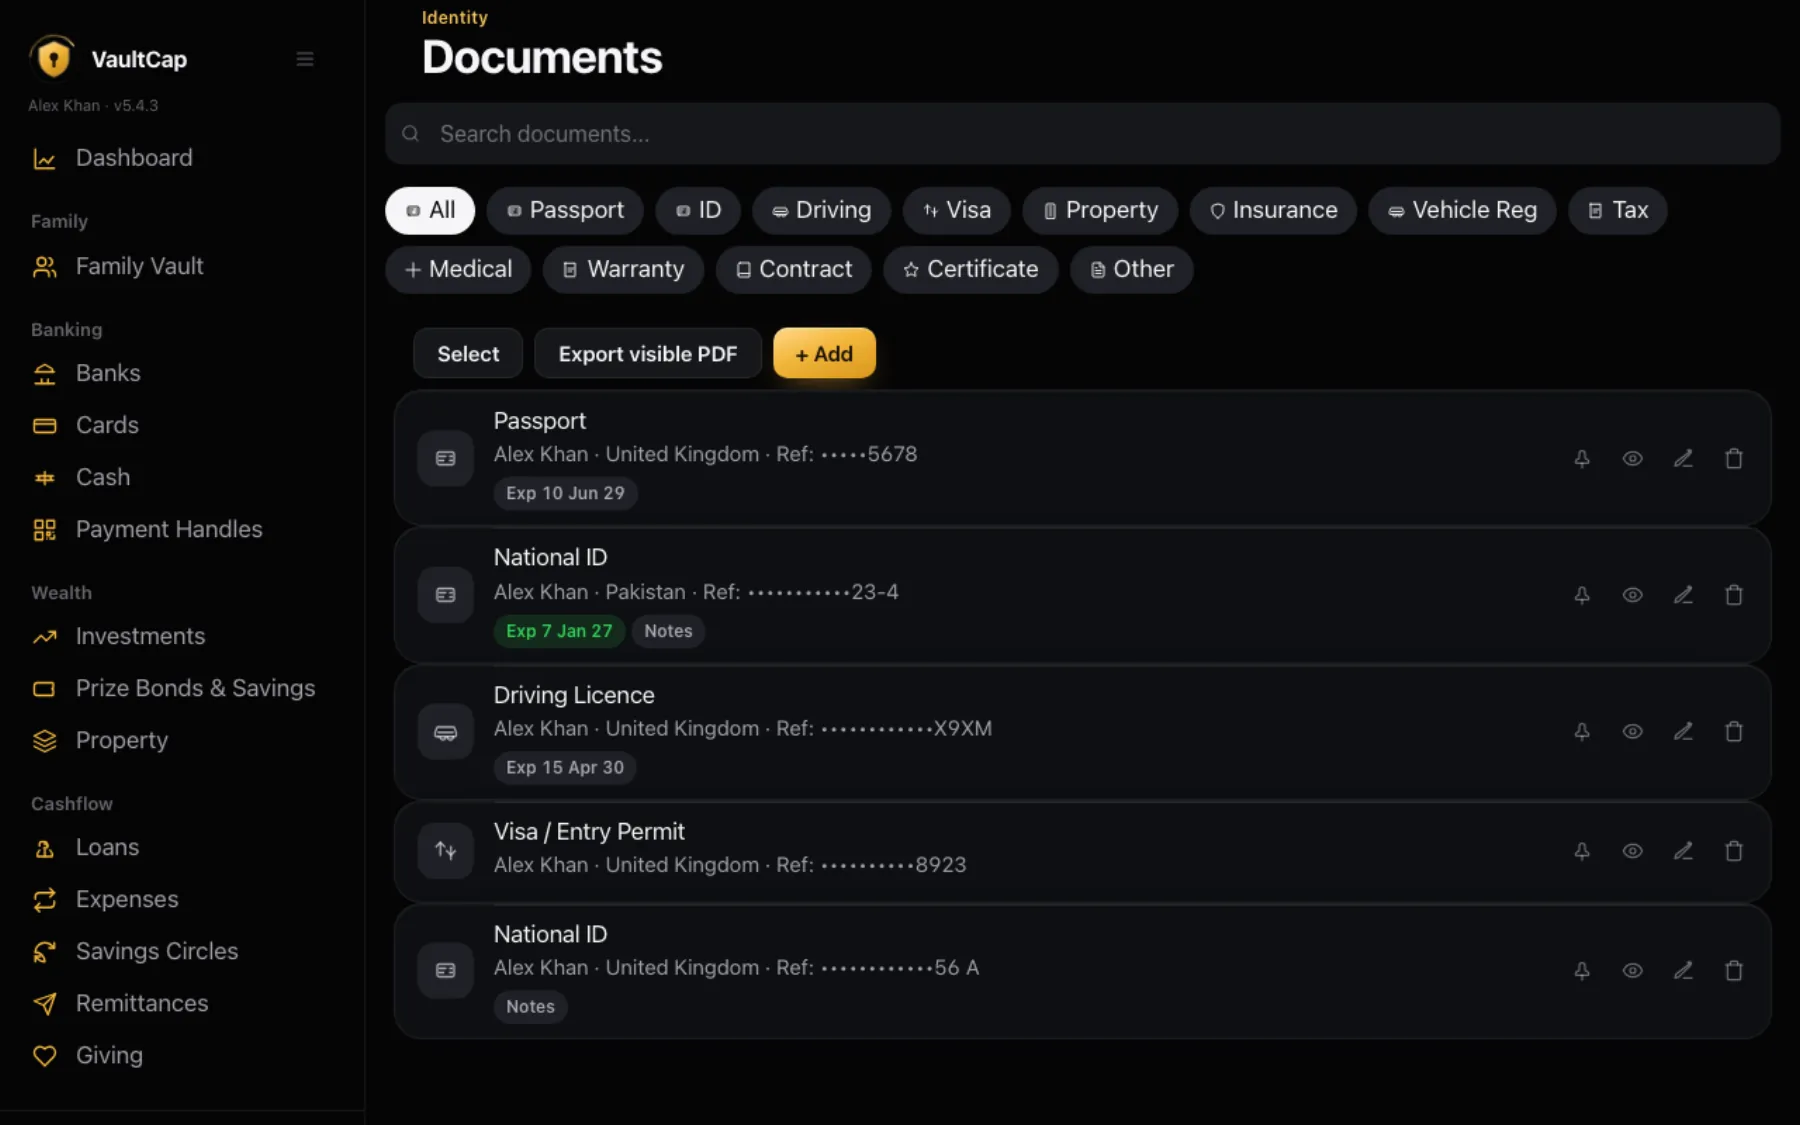 VaultCap
Alex Khan · v5.4.3
Dashboard
Family
Family Vault
Banking
Banks
Cards
Cash
Payment Handles
Wealth
Investments
Prize Bonds & Savings
Property
Cashflow
Loans
Expenses
Savings Circles
Remittances
Giving
Identity
Documents
Search documents...
All Passport ID Driving Visa Property Insurance Vehicle Reg Tax
Medical Warranty Contract Certificate Other
Select Export visible PDF + Add
Passport
Alex Khan · United Kingdom · Ref: •••••5678
Exp 10 Jun 29
National ID
Alex Khan · Pakistan · Ref: •••••••••••23-4
Exp 7 Jan 27 Notes
Driving Licence
Alex Khan · United Kingdom · Ref: ••••••••••••X9XM
Exp 15 Apr 30
Visa / Entry Permit
Alex Khan · United Kingdom · Ref: ••••••••••8923
National ID
Alex Khan · United Kingdom · Ref: ••••••••••••56 A
Notes